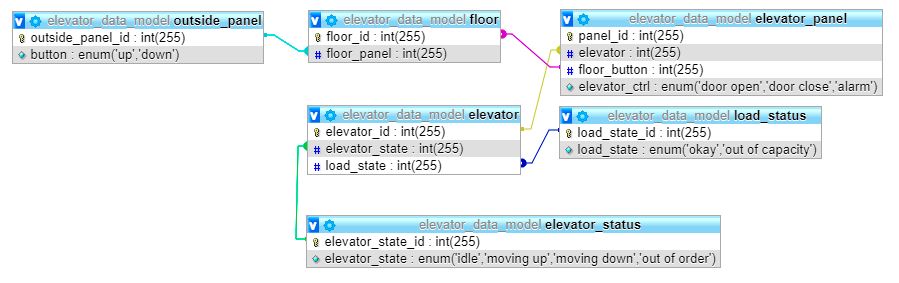 elevator_data_model outside_panel
outside_panel_id : int(255)
button : enum('up','down')
elevator_data_model floor
floor_id : int(255)
# floor_panel : int(255)
elevator_data_model elevator_panel
panel_id : int(255)
# elevator : int(255)
# floor_button : int(255)
elevator_ctrl : enum('door open','door close','alarm')
elevator_data_model elevator
elevator_id : int(255)
# elevator_state : int(255)
# load_state : int(255)
elevator_data_model load_status
load_state_id : int(255)
load_state : enum('okay','out of capacity')
elevator_data_model elevator_status
elevator_state_id : int(255)
elevator_state : enum('idle','moving up','moving down','out of order')